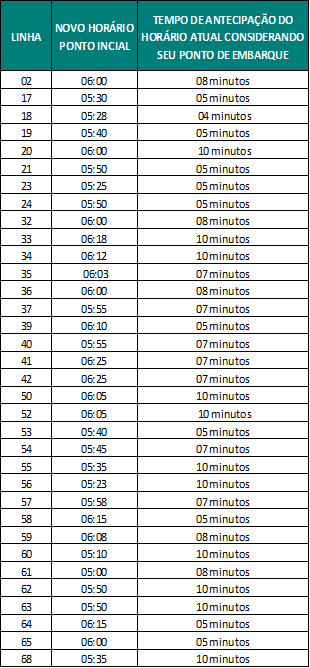 LINHA NOVO HORÁRIO PONTO INCIAL TEMPO DE ANTECIPAÇÃO DO HORÁRIO ATUAL CONSIDERANDO SEU PONTO DE EMBARQUE
02 06:00 08 minutos
17 05:30 05 minutos
18 05:28 04 minutos
19 05:40 05 minutos
20 06:00 10 minutos
21 05:50 05 minutos
23 05:25 05 minutos
24 05:50 05 minutos
32 06:00 08 minutos
33 06:18 10 minutos
34 06:12 10 minutos
35 06:03 07 minutos
36 06:00 08 minutos
37 05:55 07 minutos
39 06:10 05 minutos
40 05:55 07 minutos
41 06:25 07 minutos
42 06:25 07 minutos
50 06:05 10 minutos
52 06:05 10 minutos
53 05:40 05 minutos
54 05:45 07 minutos
55 05:35 10 minutos
56 05:23 10 minutos
57 05:58 07 minutos
58 06:15 05 minutos
59 06:08 08 minutos
60 05:10 10 minutos
61 05:00 08 minutos
62 05:50 10 minutos
63 05:50 10 minutos
64 06:15 05 minutos
65 06:00 05 minutos
68 05:35 10 minutos